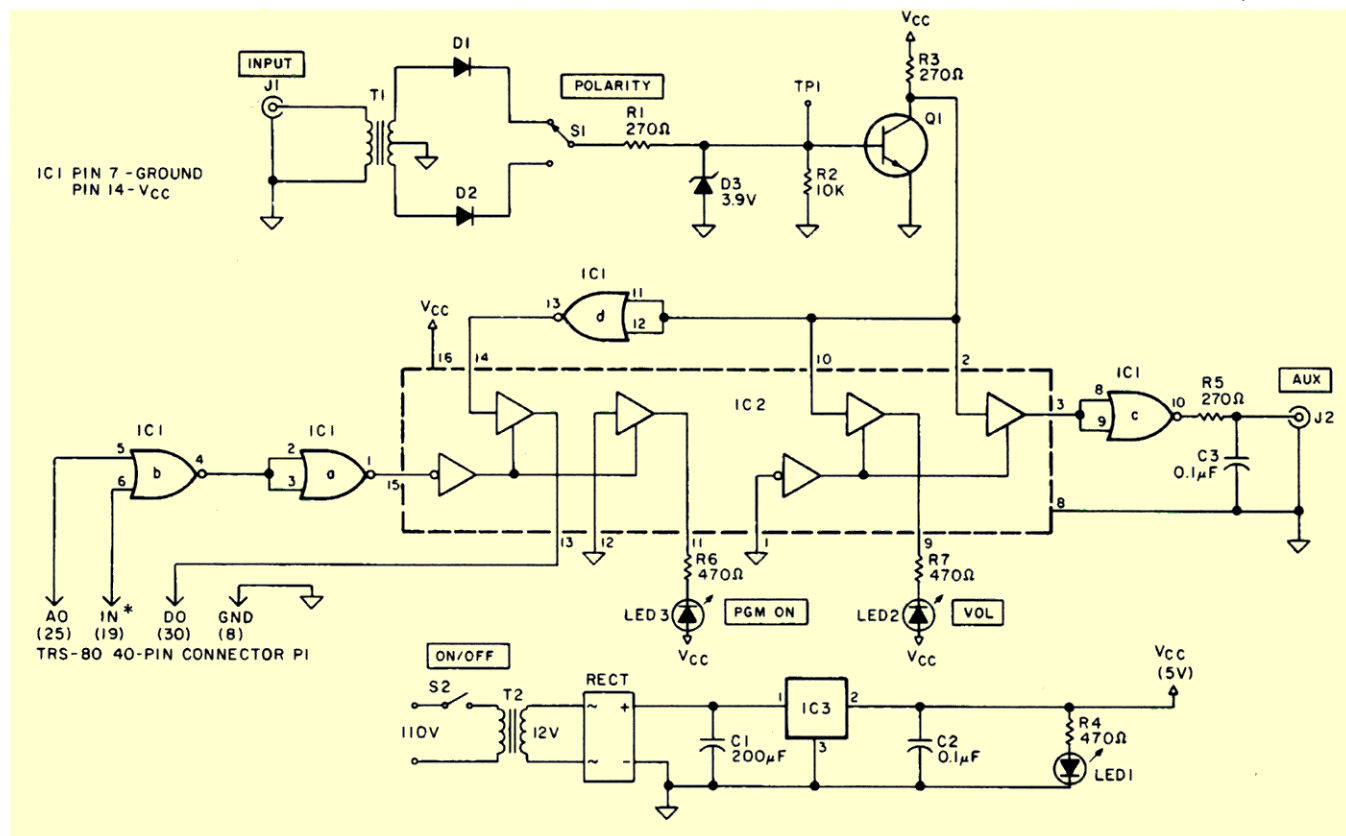 VCC
D1
R3
270Ω
INPUT
J1
T1
POLARITY
TP1
R1
270Ω
S1
Q1
IC1 PIN 7-GROUND
PIN 14-VCC
D2
D3
3.9V
R2
10K
IC1
VCC
13
d
11
12
16
14
10
2
IC1
R5
270Ω
AUX
IC2
8
3
c
10
9
J2
IC1
IC1
5
4
2
b
a
1
6
3
15
C3
0.1µF
8
13
12
11
1
9
R6
470Ω
R7
470Ω
AO
IN*
DO
GND
LED3
PGM ON
LED2
VOL
(25)
(19)
(30)
(8)
TRS-80 40-PIN CONNECTOR P1
VCC
VCC
ON/OFF
VCC
(5V)
S2
T2
RECT
~
+
1
IC3
2
R4
470Ω
110V
12V
C1
200µF
3
C2
0.1µF
~
-
LED1